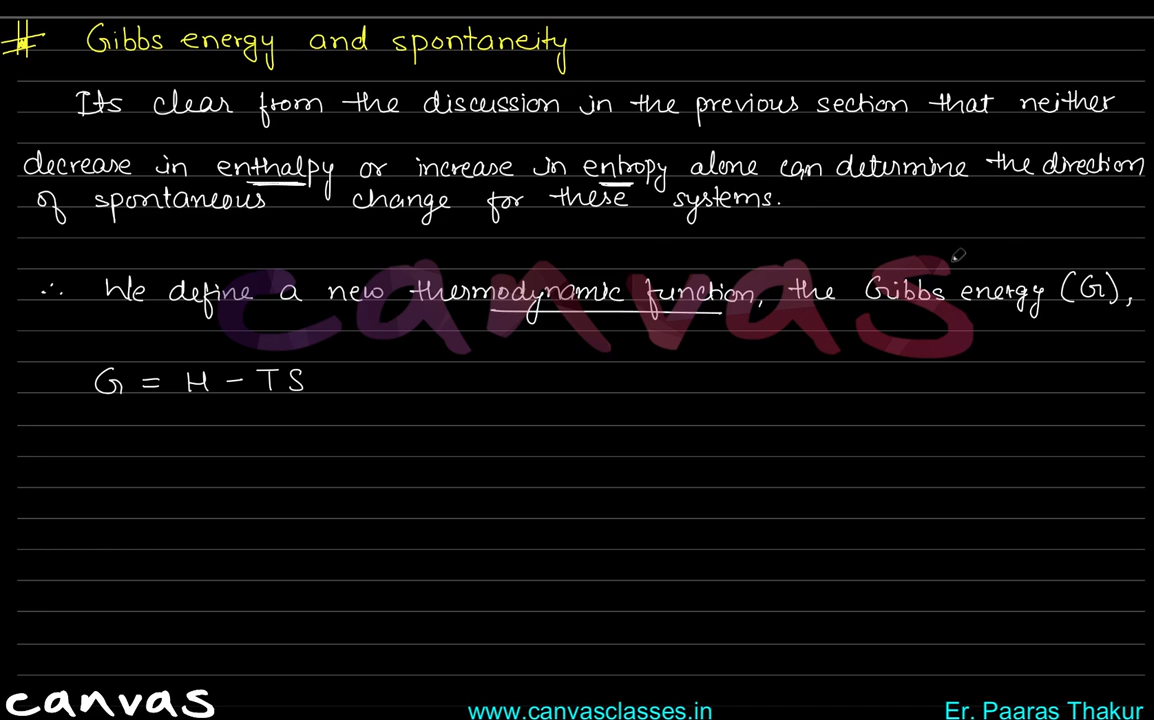 # Gibbs energy and spontaneity
Its clear from the discussion in the previous section that neither
decrease in enthalpy or increase in entropy alone can determine the direction
of spontaneous change for these systems.
∴ We define a new thermodynamic function, the Gibbs energy (G),
G = H - TS
canvas
canvas
www.canvasclasses.in
Er. Paaras Thakur